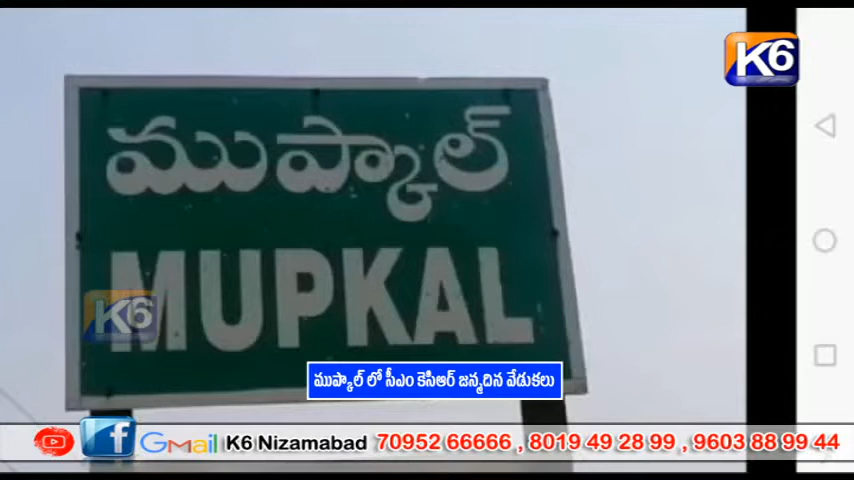 K6
ముప్కాల్
MUPKAL
K6
ముప్కాల్ లో సీఎం కెసిఆర్ జన్మదిన వేడుకలు
f Gmail K6 Nizamabad 70952 66666 , 8019 49 28 99 , 9603 88 99 44